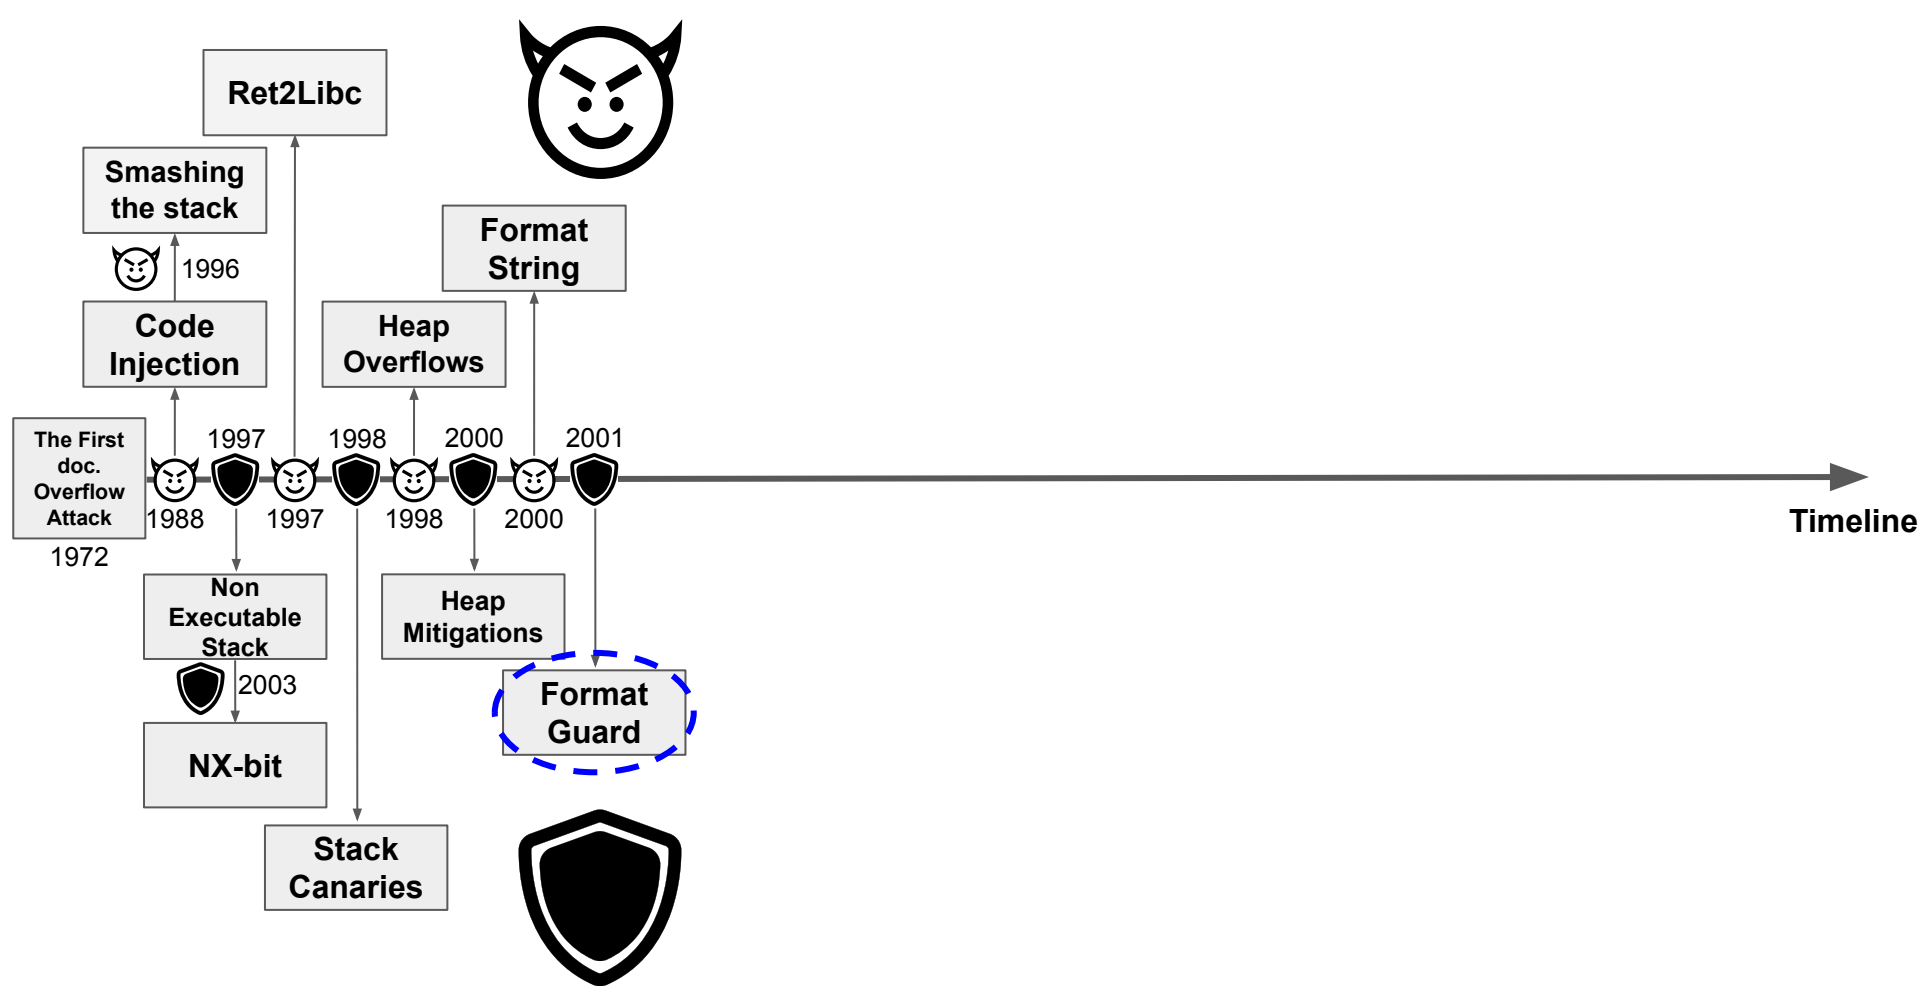 Ret2Libc
Smashing
the stack
1996
Format
String
Code
Injection
Heap
Overflows
The First
doc.
Overflow
Attack
1972
1988
1997
1997
1998
1998
2000
2000
2001
Timeline
Non
Executable
Stack
2003
NX-bit
Heap
Mitigations
Format
Guard
Stack
Canaries